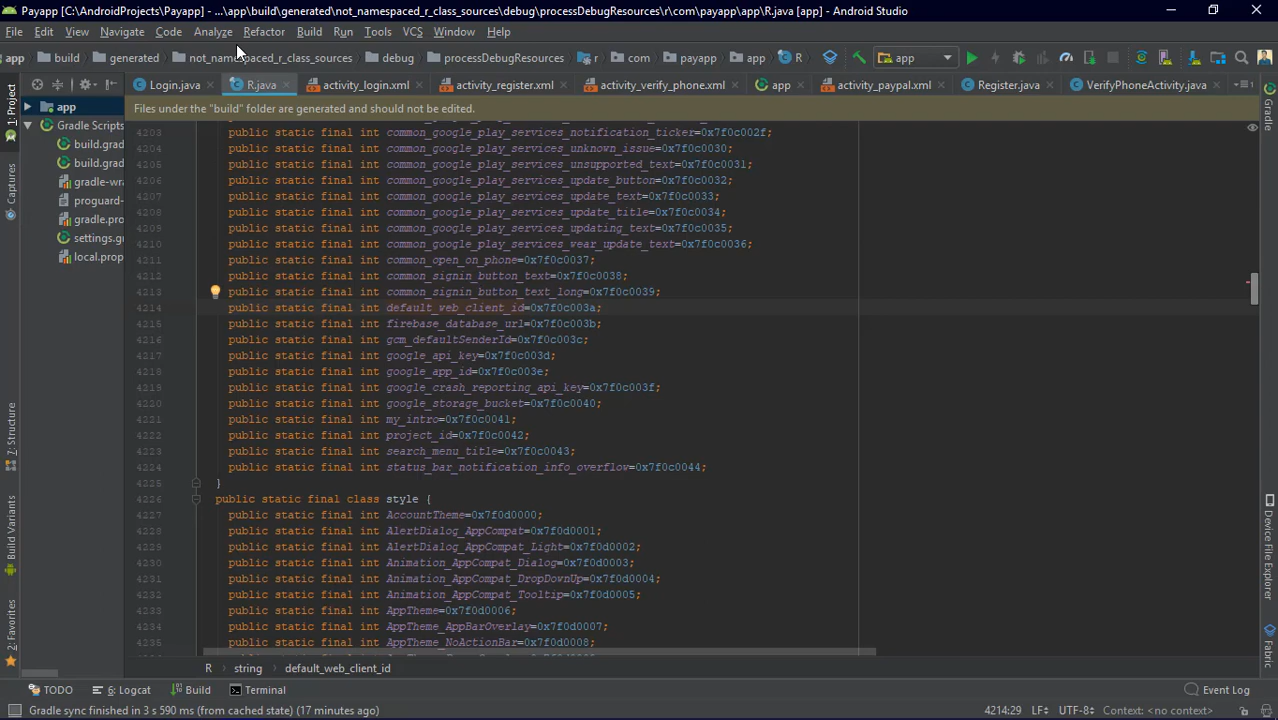 Payapp [C:\AndroidProjects\Payapp] - ...\app\build\generated\not_namespaced_r_class_sources\debug\processDebugResources\r\com\payapp\app\R.java [app] - Android Studio
File Edit View Navigate Code Analyze Refactor Build Run Tools VCS Window Help
app build generated not_namespaced_r_class_sources debug processDebugResources r com payapp app R app
Login.java R.java activity_login.xml activity_register.xml activity_verify_phone.xml app activity_paypal.xml Register.java VerifyPhoneActivity.java
Files under the "build" folder are generated and should not be edited.
1: Project
Captures
7: Structure
Build Variants
2: Favorites
app
Gradle Scripts
build.grad
build.grad
gradle-wra
proguard-
gradle.pro
settings.gr
local.prop
4203 public static final int common_google_play_services_notification_ticker=0x7f0c002f;
4204 public static final int common_google_play_services_unknown_issue=0x7f0c0030;
4205 public static final int common_google_play_services_unsupported_text=0x7f0c0031;
4206 public static final int common_google_play_services_update_button=0x7f0c0032;
4207 public static final int common_google_play_services_update_text=0x7f0c0033;
4208 public static final int common_google_play_services_update_title=0x7f0c0034;
4209 public static final int common_google_play_services_updating_text=0x7f0c0035;
4210 public static final int common_google_play_services_wear_update_text=0x7f0c0036;
4211 public static final int common_open_on_phone=0x7f0c0037;
4212 public static final int common_signin_button_text=0x7f0c0038;
4213 public static final int common_signin_button_text_long=0x7f0c0039;
4214 public static final int default_web_client_id=0x7f0c003a;
4215 public static final int firebase_database_url=0x7f0c003b;
4216 public static final int gcm_defaultSenderId=0x7f0c003c;
4217 public static final int google_api_key=0x7f0c003d;
4218 public static final int google_app_id=0x7f0c003e;
4219 public static final int google_crash_reporting_api_key=0x7f0c003f;
4220 public static final int google_storage_bucket=0x7f0c0040;
4221 public static final int my_intro=0x7f0c0041;
4222 public static final int project_id=0x7f0c0042;
4223 public static final int search_menu_title=0x7f0c0043;
4224 public static final int status_bar_notification_info_overflow=0x7f0c0044;
4225 }
4226 public static final class style {
4227 public static final int AccountTheme=0x7f0d0000;
4228 public static final int AlertDialog_AppCompat=0x7f0d0001;
4229 public static final int AlertDialog_AppCompat_Light=0x7f0d0002;
4230 public static final int Animation_AppCompat_Dialog=0x7f0d0003;
4231 public static final int Animation_AppCompat_DropDownUp=0x7f0d0004;
4232 public static final int Animation_AppCompat_Tooltip=0x7f0d0005;
4233 public static final int AppTheme=0x7f0d0006;
4234 public static final int AppTheme_AppBarOverlay=0x7f0d0007;
4235 public static final int AppTheme_NoActionBar=0x7f0d0008;
Gradle
Device File Explorer
Fabric
R string default_web_client_id
TODO 6: Logcat Build Terminal Event Log
Gradle sync finished in 3 s 590 ms (from cached state) (17 minutes ago) 4214:29 LF UTF-8 Context: <no context>